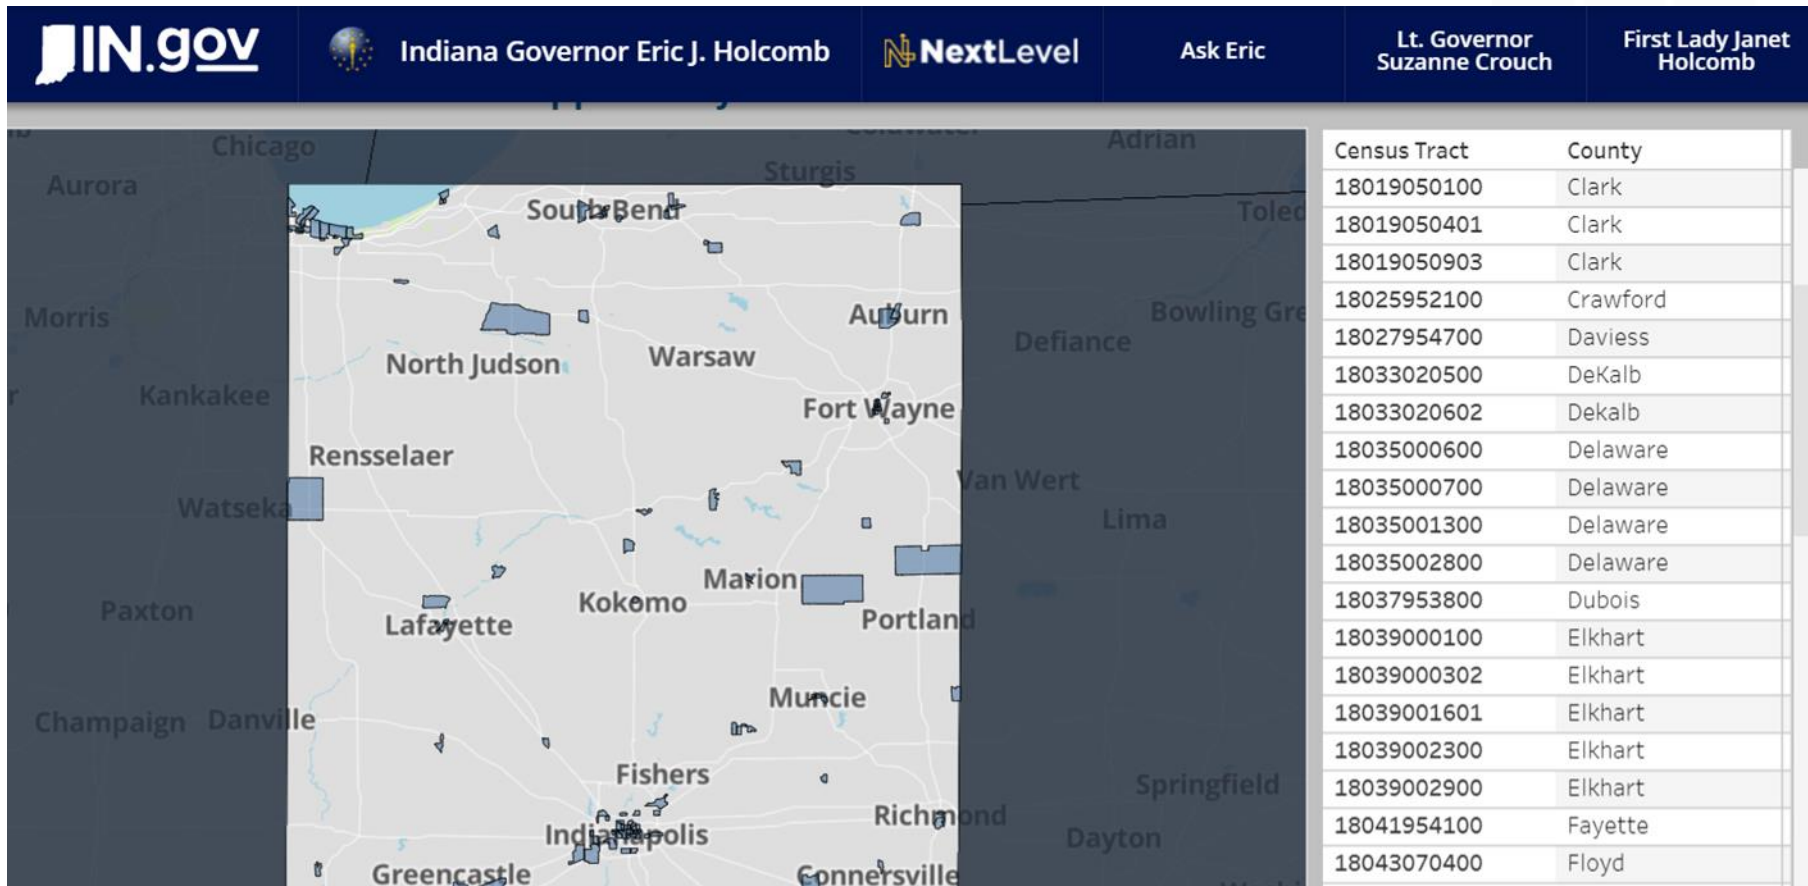 IN.gov
Indiana Governor Eric J. Holcomb
NextLevel
Ask Eric
Lt. Governor
Suzanne Crouch
First Lady Janet
Holcomb
Chicago
Adrian
Sturgis
Aurora
South Bend
Morris
Auburn
Bowling Gre
Defiance
North Judson
Warsaw
Kankakee
Fort Wayne
Rensselaer
Van Wert
Watseka
Lima
Marion
Kokomo
Paxton
Portland
Lafayette
Muncie
Champaign
Danville
Fishers
Springfield
Richmond
Indianapolis
Dayton
Greencastle
Connersville
Census Tract County
18019050100 Clark
18019050401 Clark
18019050903 Clark
18025952100 Crawford
18027954700 Daviess
18033020500 DeKalb
18033020602 Dekalb
18035000600 Delaware
18035000700 Delaware
18035001300 Delaware
18035002800 Delaware
18037953800 Dubois
18039000100 Elkhart
18039000302 Elkhart
18039001601 Elkhart
18039002300 Elkhart
18039002900 Elkhart
18041954100 Fayette
18043070400 Floyd